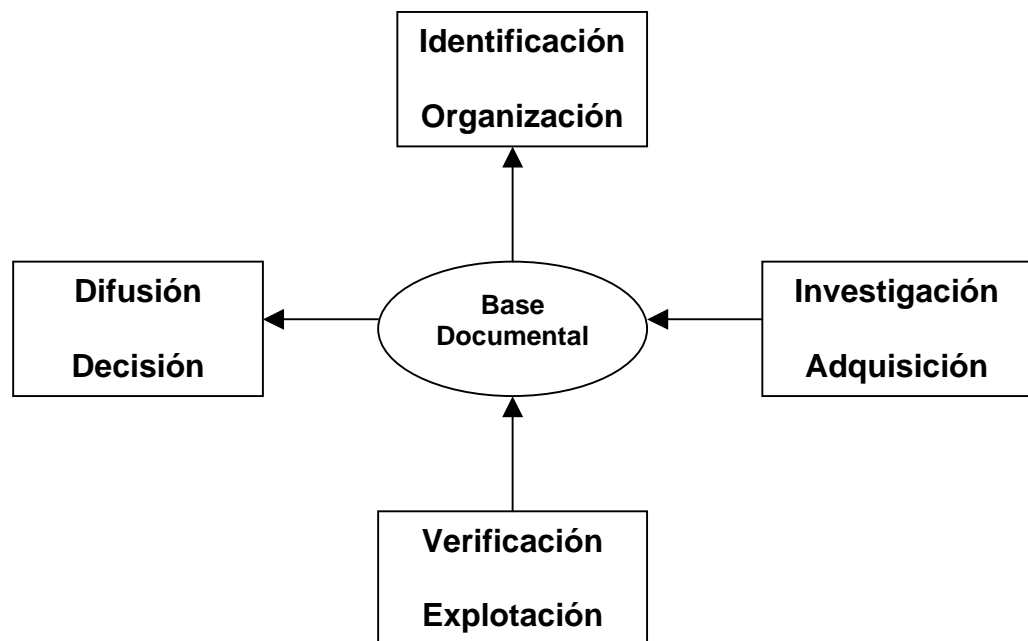 Identificación
Organización
Difusión
Decisión
Base
Documental
Investigación
Adquisición
Verificación
Explotación